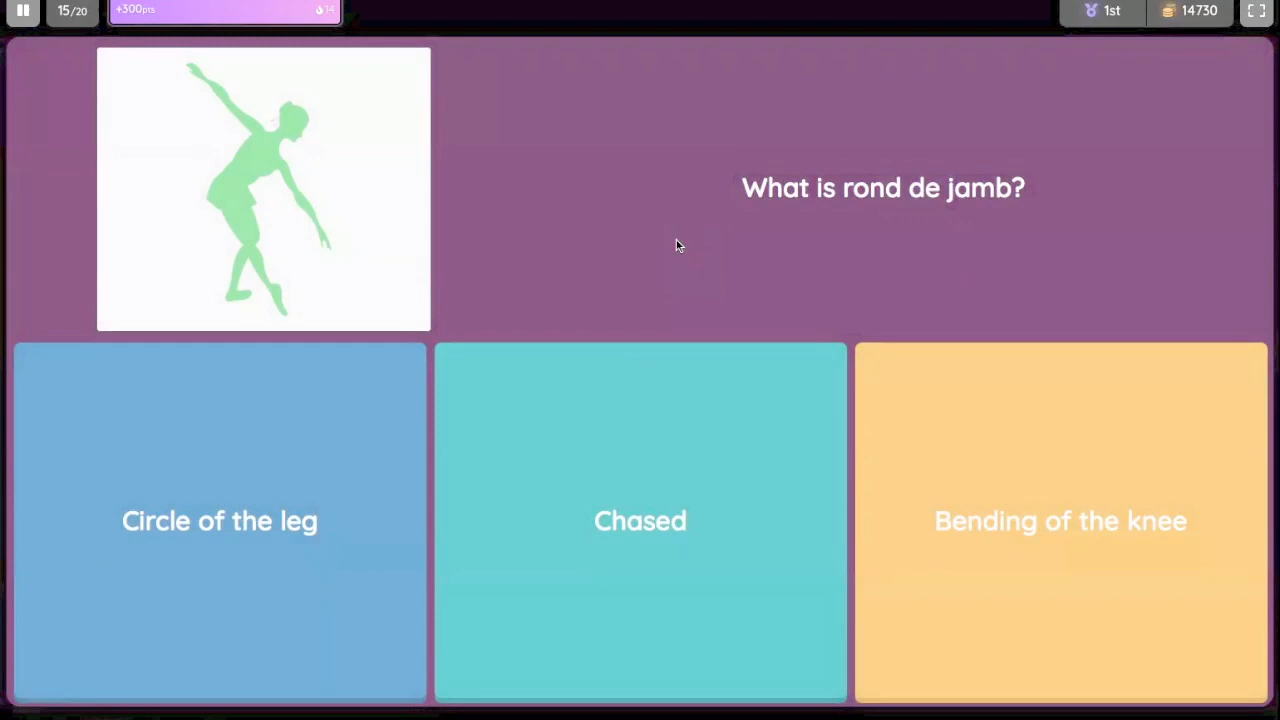 15/20
+300pts
14
1st
14730
What is rond de jamb?
Circle of the leg
Chased
Bending of the knee